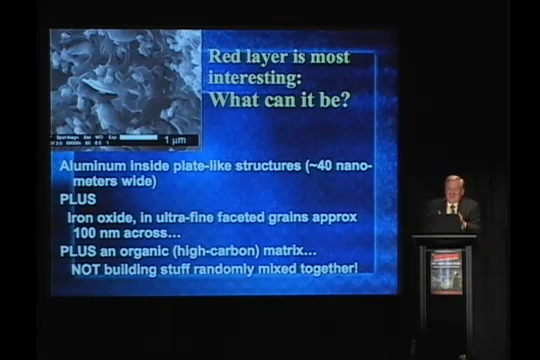 Red layer is most
interesting:
What can it be?
1 µm
Aluminum inside plate-like structures (~40 nano-
meters wide)
PLUS
Iron oxide, in ultra-fine faceted grains approx
100 nm across…
PLUS an organic (high-carbon) matrix…
NOT building stuff randomly mixed together!